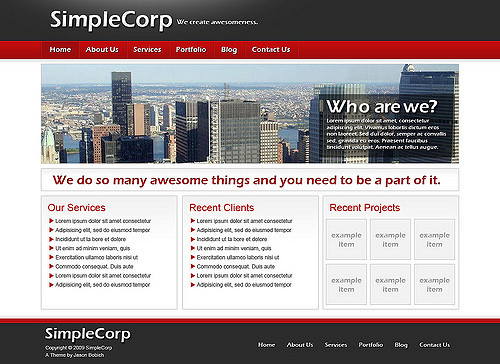 SimpleCorp We create awesomeness.
Home About Us Services Portfolio Blog Contact Us
Who are we?
Lorem ipsum dolor sit amet, consectetur
adipiscing elit. Vivamus lobortis dictum eros
non laoreet. Sed dui dolor, semper ac convallis
sed, gravida eu eros. Praesent faucibus
tincidunt volutpat. Aenean ac tellus augue.
We do so many awesome things and you need to be a part of it.
Our Services
Lorem ipsum dolor sit amet consectetur
Adipisicing elit, sed do eiusmod tempor
Incididunt ut la bore et dolore
Ut enim ad minim veniam, quis
Exercitation ullamco laboris nisi ut
Commodo consequat. Duis aute
Lorem ipsum dolor sit amet consectetur
Adipisicing elit, sed do eiusmod tempor
Recent Clients
Lorem ipsum dolor sit amet consectetur
Adipisicing elit, sed do eiusmod tempor
Incididunt ut la bore et dolore
Ut enim ad minim veniam, quis
Exercitation ullamco laboris nisi ut
Commodo consequat. Duis aute
Lorem ipsum dolor sit amet consectetur
Adipisicing elit, sed do eiusmod tempor
Recent Projects
example item
example item
example item
example item
example item
example item
SimpleCorp
Copyright © 2009 SimpleCorp
A Theme by Jason Bobich
Home About Us Services Portfolio Blog Contact Us